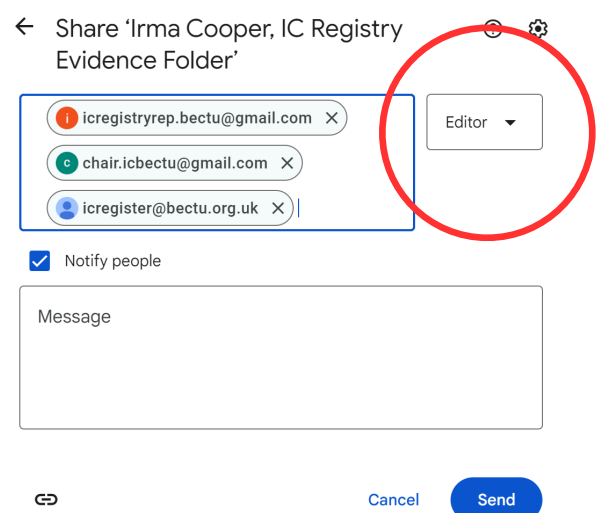 Share ‘Irma Cooper, IC Registry
Evidence Folder’
i icregistryrep.bectu@gmail.com
Editor
c chair.icbectu@gmail.com
icregister@bectu.org.uk
Notify people
Message
Cancel
Send